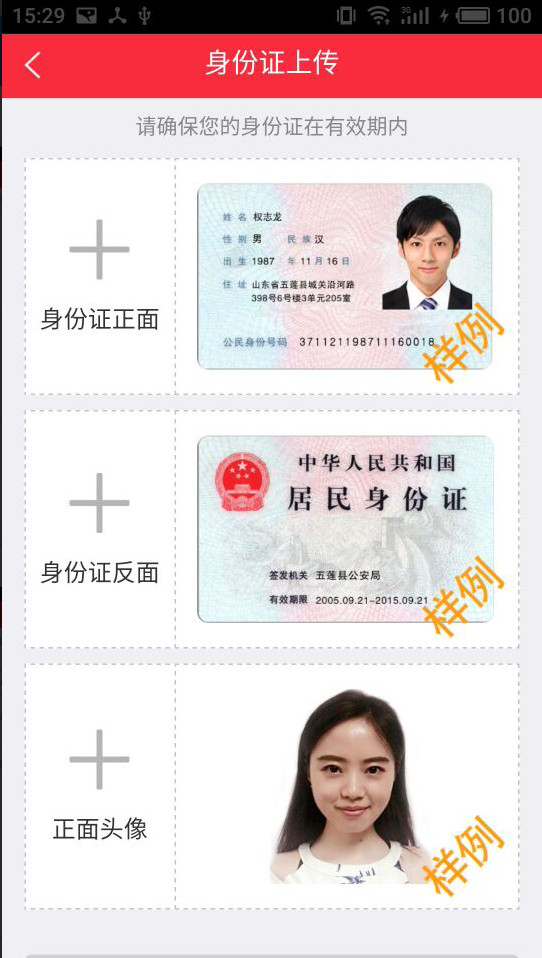 15:29
3G
100
身份证上传
请确保您的身份证在有效期内
身份证正面
姓名 权志龙
性别 男 民族 汉
出生 1987 年 11 月 16 日
住址 山东省五莲县城关沿河路
398号6号楼3单元205室
公民身份号码 371121198711160018
样例
身份证反面
中华人民共和国
居民身份证
签发机关 五莲县公安局
有效期限 2005.09.21-2015.09.21
样例
正面头像
样例